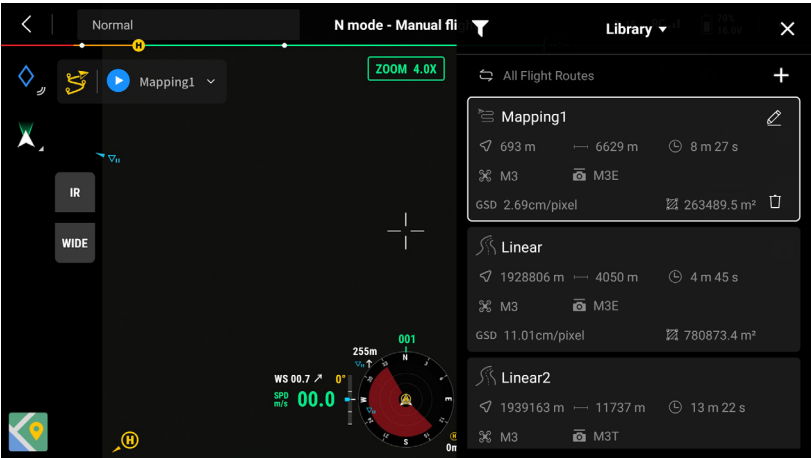 Normal
N mode - Manual fli
Library
All Flight Routes
ZOOM 4.0X
Mapping1
IR
WIDE
Mapping1
693 m
6629 m
8 m 27 s
M3
M3E
GSD 2.69cm/pixel
263489.5 m²
Linear
1928806 m
4050 m
4 m 45 s
M3
M3E
GSD 11.01cm/pixel
780873.4 m²
Linear2
1939163 m
11737 m
13 m 22 s
M3
M3T
001
255m
N
WS 00.7
0°
SPD
m/s
00.0
W
E
S
H
0m